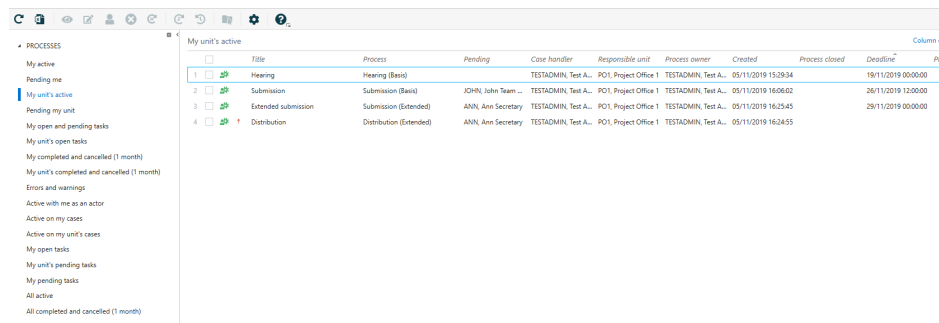 PROCESSES
My active
Pending me
My unit's active
Pending my unit
My open and pending tasks
My unit's open tasks
My completed and cancelled (1 month)
My unit's completed and cancelled (1 month)
Errors and warnings
Active with me as an actor
Active on my cases
Active on my unit's cases
My open tasks
My unit's pending tasks
My pending tasks
All active
All completed and cancelled (1 month)
My unit's active
Column
Title Process Pending Case handler Responsible unit Process owner Created Process closed Deadline
1 Hearing Hearing (Basis) TESTADMIN, Test A... PO1, Project Office 1 TESTADMIN, Test A... 05/11/2019 15:29:34 19/11/2019 00:00:00
2 Submission Submission (Basis) JOHN, John Team ... TESTADMIN, Test A... PO1, Project Office 1 TESTADMIN, Test A... 05/11/2019 16:06:02 26/11/2019 12:00:00
3 Extended submission Submission (Extended) ANN, Ann Secretary TESTADMIN, Test A... PO1, Project Office 1 TESTADMIN, Test A... 05/11/2019 16:25:45 29/11/2019 00:00:00
4 Distribution Distribution (Extended) ANN, Ann Secretary TESTADMIN, Test A... PO1, Project Office 1 TESTADMIN, Test A... 05/11/2019 16:24:55